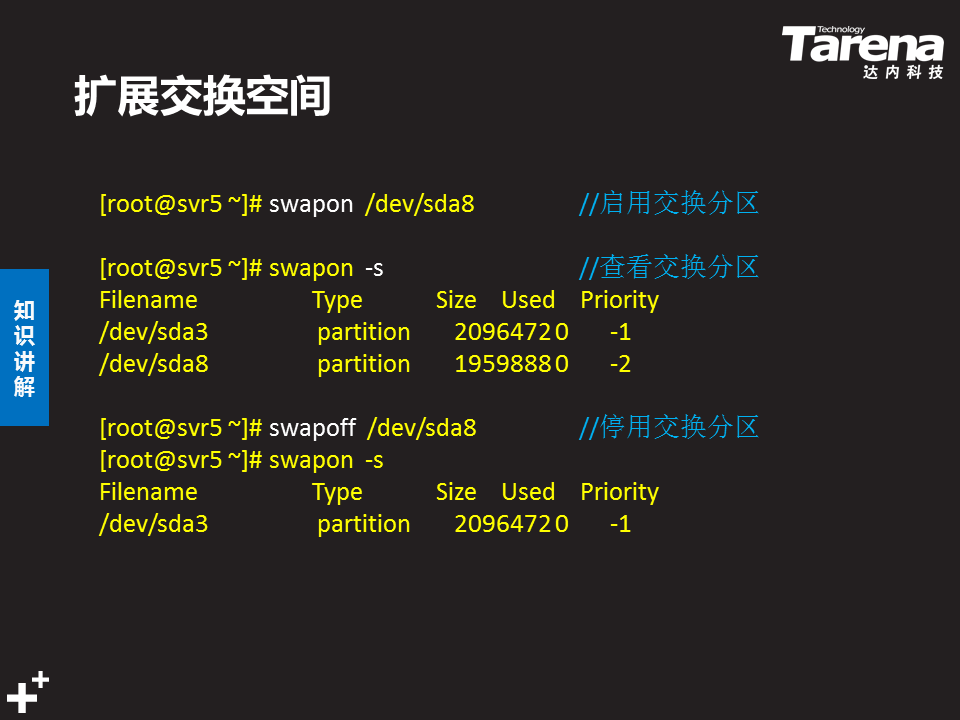 Technology
Tarena
达内科技
扩展交换空间
[root@svr5 ~]# swapon /dev/sda8 //启用交换分区
[root@svr5 ~]# swapon -s //查看交换分区
Filename Type Size Used Priority
/dev/sda3 partition 2096472 0 -1
/dev/sda8 partition 1959888 0 -2
[root@svr5 ~]# swapoff /dev/sda8 //停用交换分区
[root@svr5 ~]# swapon -s
Filename Type Size Used Priority
/dev/sda3 partition 2096472 0 -1
知识讲解